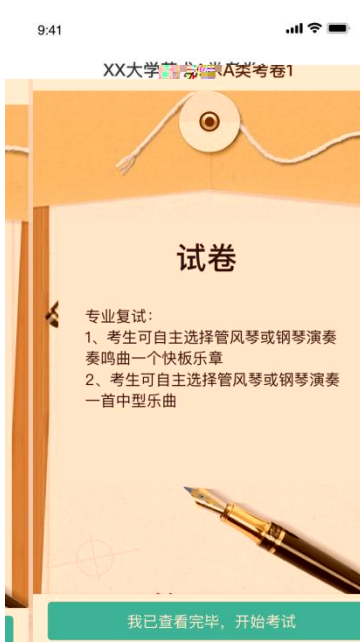 9:41
XX大学艺术A类考卷1
试卷
专业复试：
1、考生可自主选择管风琴或钢琴演奏
奏鸣曲一个快板乐章
2、考生可自主选择管风琴或钢琴演奏
一首中型乐曲
我已查看完毕，开始考试